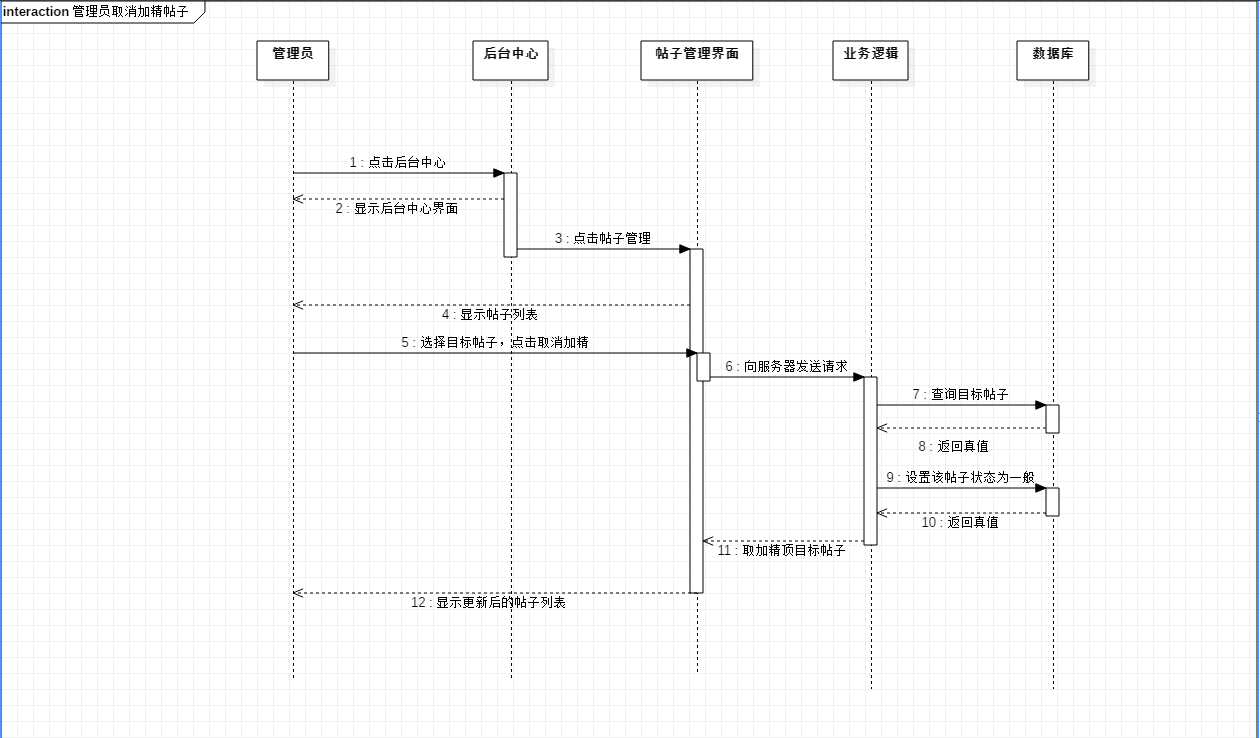 interaction 管理员取消加精帖子
管理员
后台中心
帖子管理界面
业务逻辑
数据库
1 : 点击后台中心
2 : 显示后台中心界面
3 : 点击帖子管理
4 : 显示帖子列表
5 : 选择目标帖子，点击取消加精
6 : 向服务器发送请求
7 : 查询目标帖子
8 : 返回真值
9 : 设置该帖子状态为一般
10 : 返回真值
11 : 取加精顶目标帖子
12 : 显示更新后的帖子列表